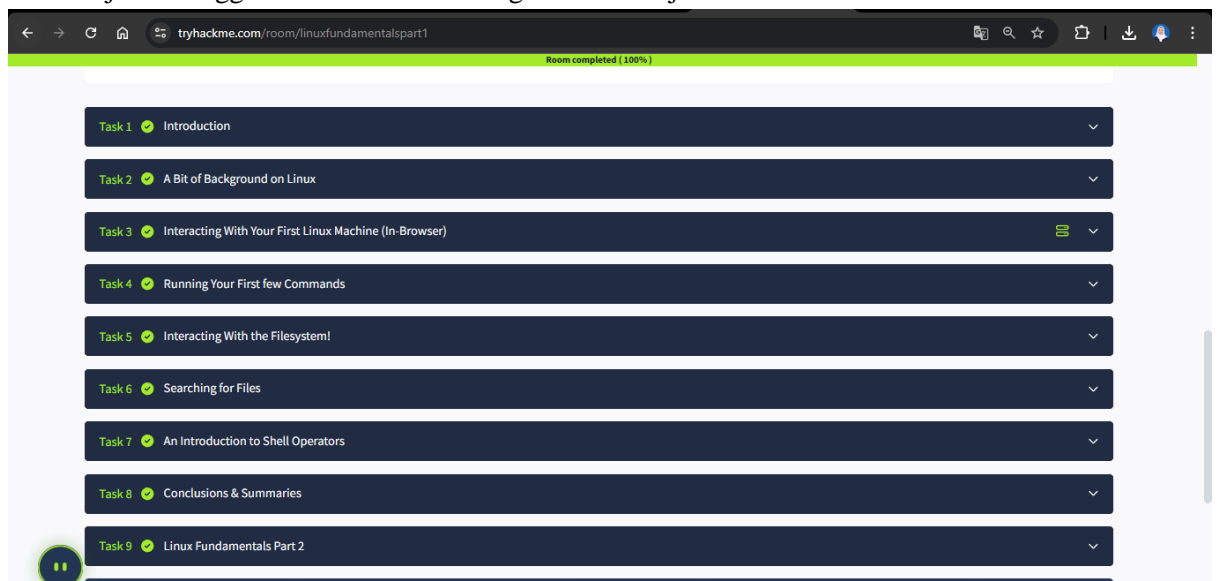 tryhackme.com/room/linuxfundamentalspart1
Room completed ( 100% )
Task 1 Introduction
Task 2 A Bit of Background on Linux
Task 3 Interacting With Your First Linux Machine (In-Browser)
Task 4 Running Your First few Commands
Task 5 Interacting With the Filesystem!
Task 6 Searching for Files
Task 7 An Introduction to Shell Operators
Task 8 Conclusions & Summaries
Task 9 Linux Fundamentals Part 2